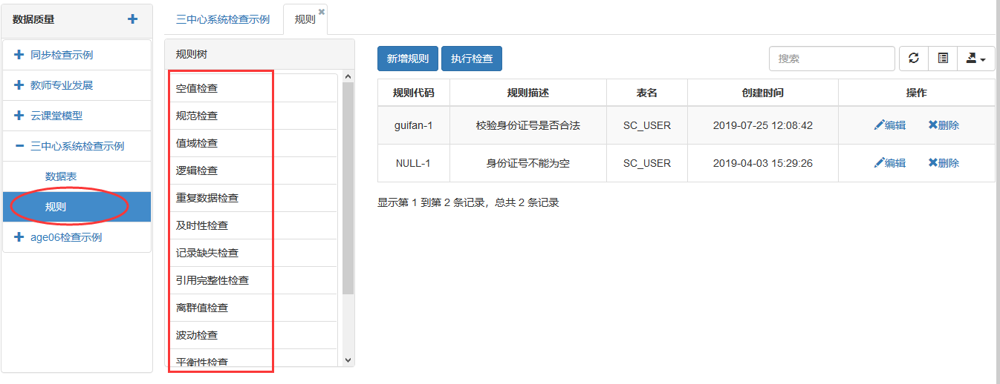 数据质量
同步检查示例
教师专业发展
云课堂模型
三中心系统检查示例
数据表
规则
age06检查示例
三中心系统检查示例
规则
规则树
空值检查
规范检查
值域检查
逻辑检查
重复数据检查
及时性检查
记录缺失检查
引用完整性检查
离群值检查
波动检查
平衡性检查
新增规则 执行检查 搜索
规则代码 规则描述 表名 创建时间 操作
guifan-1 校验身份证号是否合法 SC_USER 2019-07-25 12:08:42 编辑 删除
NULL-1 身份证号不能为空 SC_USER 2019-04-03 15:29:26 编辑 删除
显示第 1 到第 2 条记录，总共 2 条记录